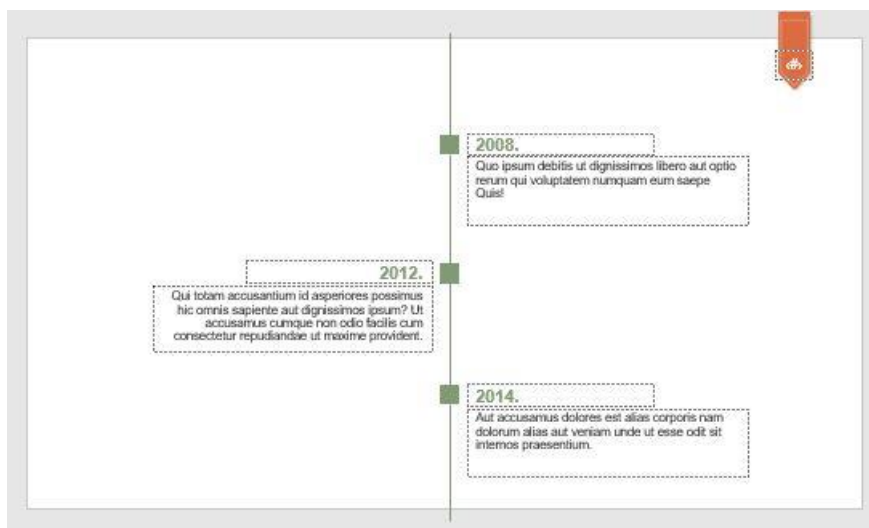 2008.
Quo ipsum debitis ut dignissimos libero aut optio
rerum qui voluptatem numquam eum saepe
Quis!
2012.
Qui totam accusantium id asperiores possimus
hic omnis sapiente aut dignissimos ipsum? Ut
accusamus cumque non odio facilis cum
consectetur repudiandae ut maxime provident.
2014.
Aut accusamus dolores est alias corporis nam
dolorum alias aut veniam unde ut esse odit sit
internos praesentium.